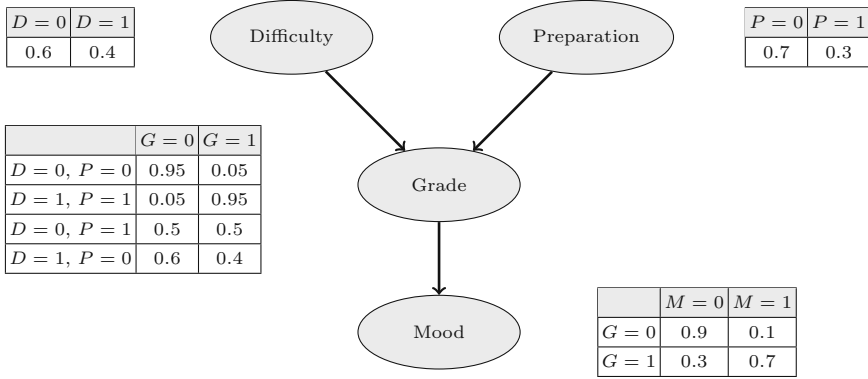 D = 0 D = 1
0.6 0.4
Difficulty
Preparation
P = 0 P = 1
0.7 0.3
G = 0 G = 1
D = 0, P = 0 0.95 0.05
D = 1, P = 1 0.05 0.95
D = 0, P = 1 0.5 0.5
D = 1, P = 0 0.6 0.4
Grade
Mood
M = 0 M = 1
G = 0 0.9 0.1
G = 1 0.3 0.7